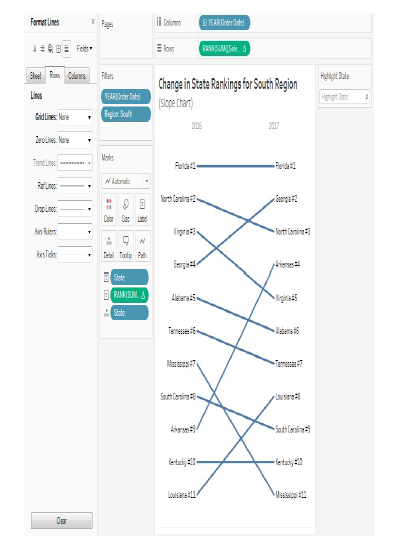 Format Lines ×
Fields ▾
Sheet Rows Columns
Lines
Grid Lines: None
Zero Lines: None
Trend Lines:
Ref Lines:
Drop Lines:
Axis Rulers:
Axis Ticks:
Clear
Pages
Filters
YEAR(Order Date)
Region: South
Marks
Automatic
Color Size Label
Detail Tooltip Path
State
RANK(SUM(.. Δ
State
Columns
YEAR(Order Date)
Rows
RANK(SUM([Sale.. Δ
Change in State Rankings for South Region
(Slope Chart)
2016 2017
Florida #1 Florida #1
North Carolina #2 Georgia #2
Virginia #3 North Carolina #3
Georgia #4 Arkansas #4
Virginia #5
Alabama #5 Alabama #6
Tennessee #6 Tennessee #7
Mississippi #7
South Carolina #8 Louisiana #8
Arkansas #9 South Carolina #9
Kentucky #10 Kentucky #10
Louisiana #11 Mississippi #11
Highlight State
Highlight State